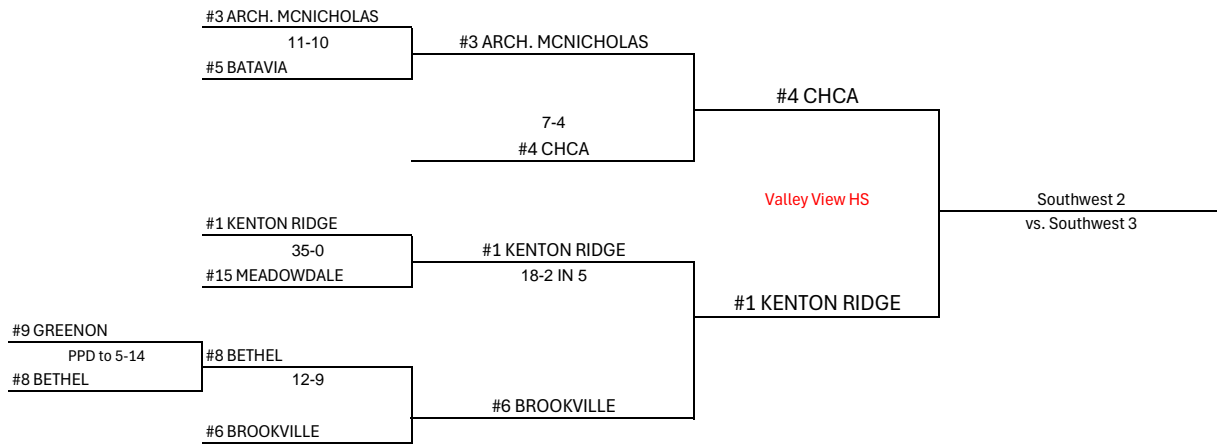 #3 ARCH. MCNICHOLAS
11-10
#3 ARCH. MCNICHOLAS
#5 BATAVIA
#4 CHCA
7-4
#4 CHCA
Valley View HS
Southwest 2
vs. Southwest 3
#1 KENTON RIDGE
35-0
#1 KENTON RIDGE
#15 MEADOWDALE
18-2 IN 5
#1 KENTON RIDGE
#9 GREENON
PPD to 5-14
#8 BETHEL
#8 BETHEL
12-9
#6 BROOKVILLE
#6 BROOKVILLE